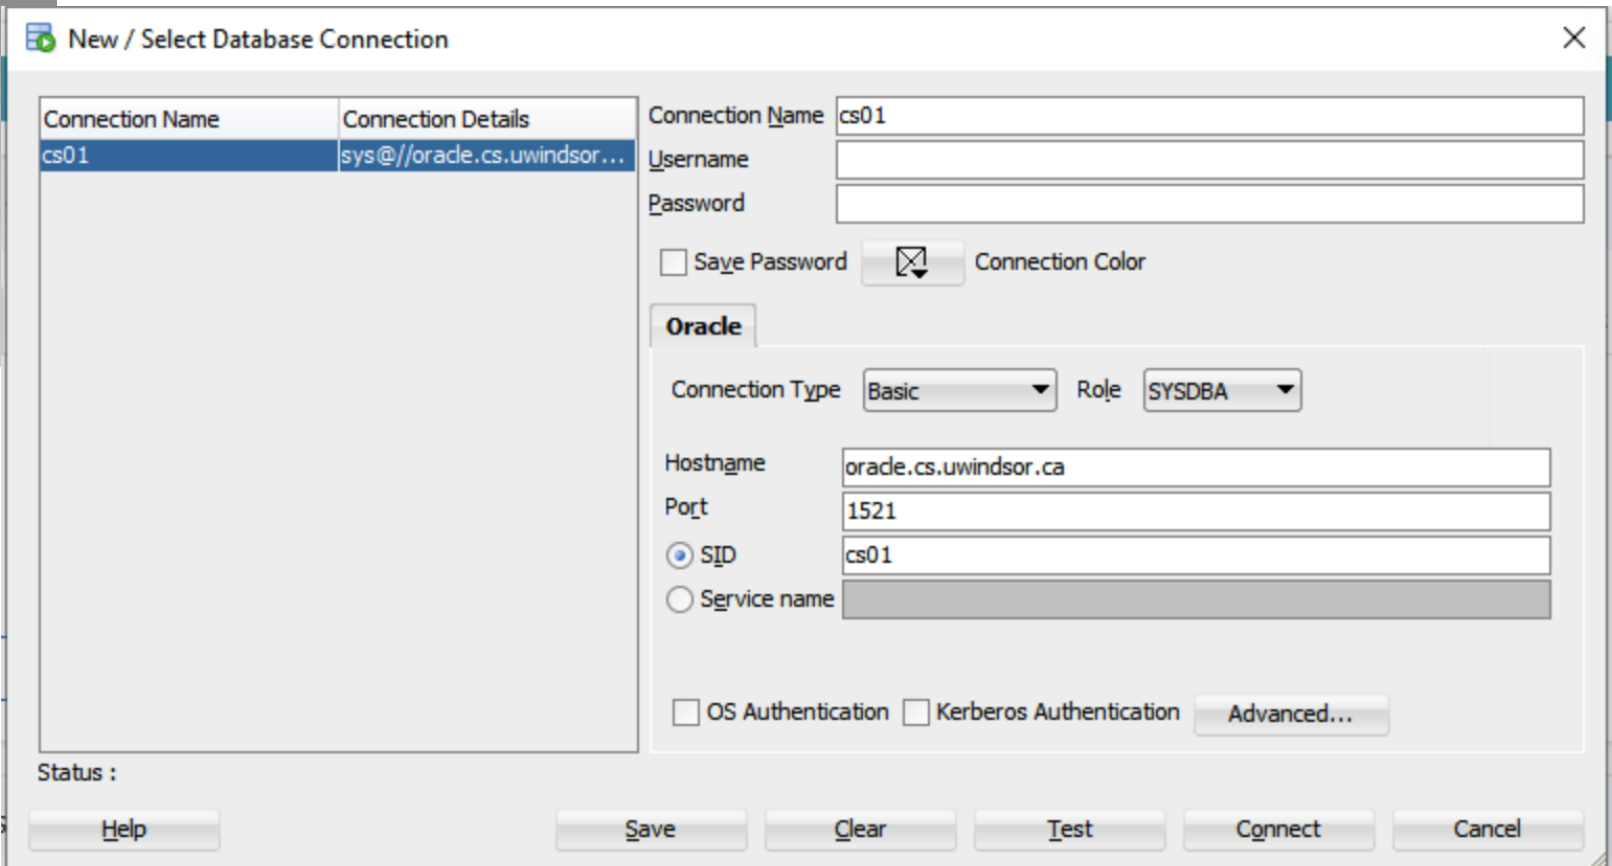 New / Select Database Connection
Connection Name Connection Details
cs01 sys@//oracle.cs.uwindsor...
Connection Name cs01
Username
Password
Save Password Connection Color
Oracle
Connection Type Basic Role SYSDBA
Hostname oracle.cs.uwindsor.ca
Port 1521
SID cs01
Service name
OS Authentication Kerberos Authentication Advanced...
Status :
Help Save Clear Test Connect Cancel